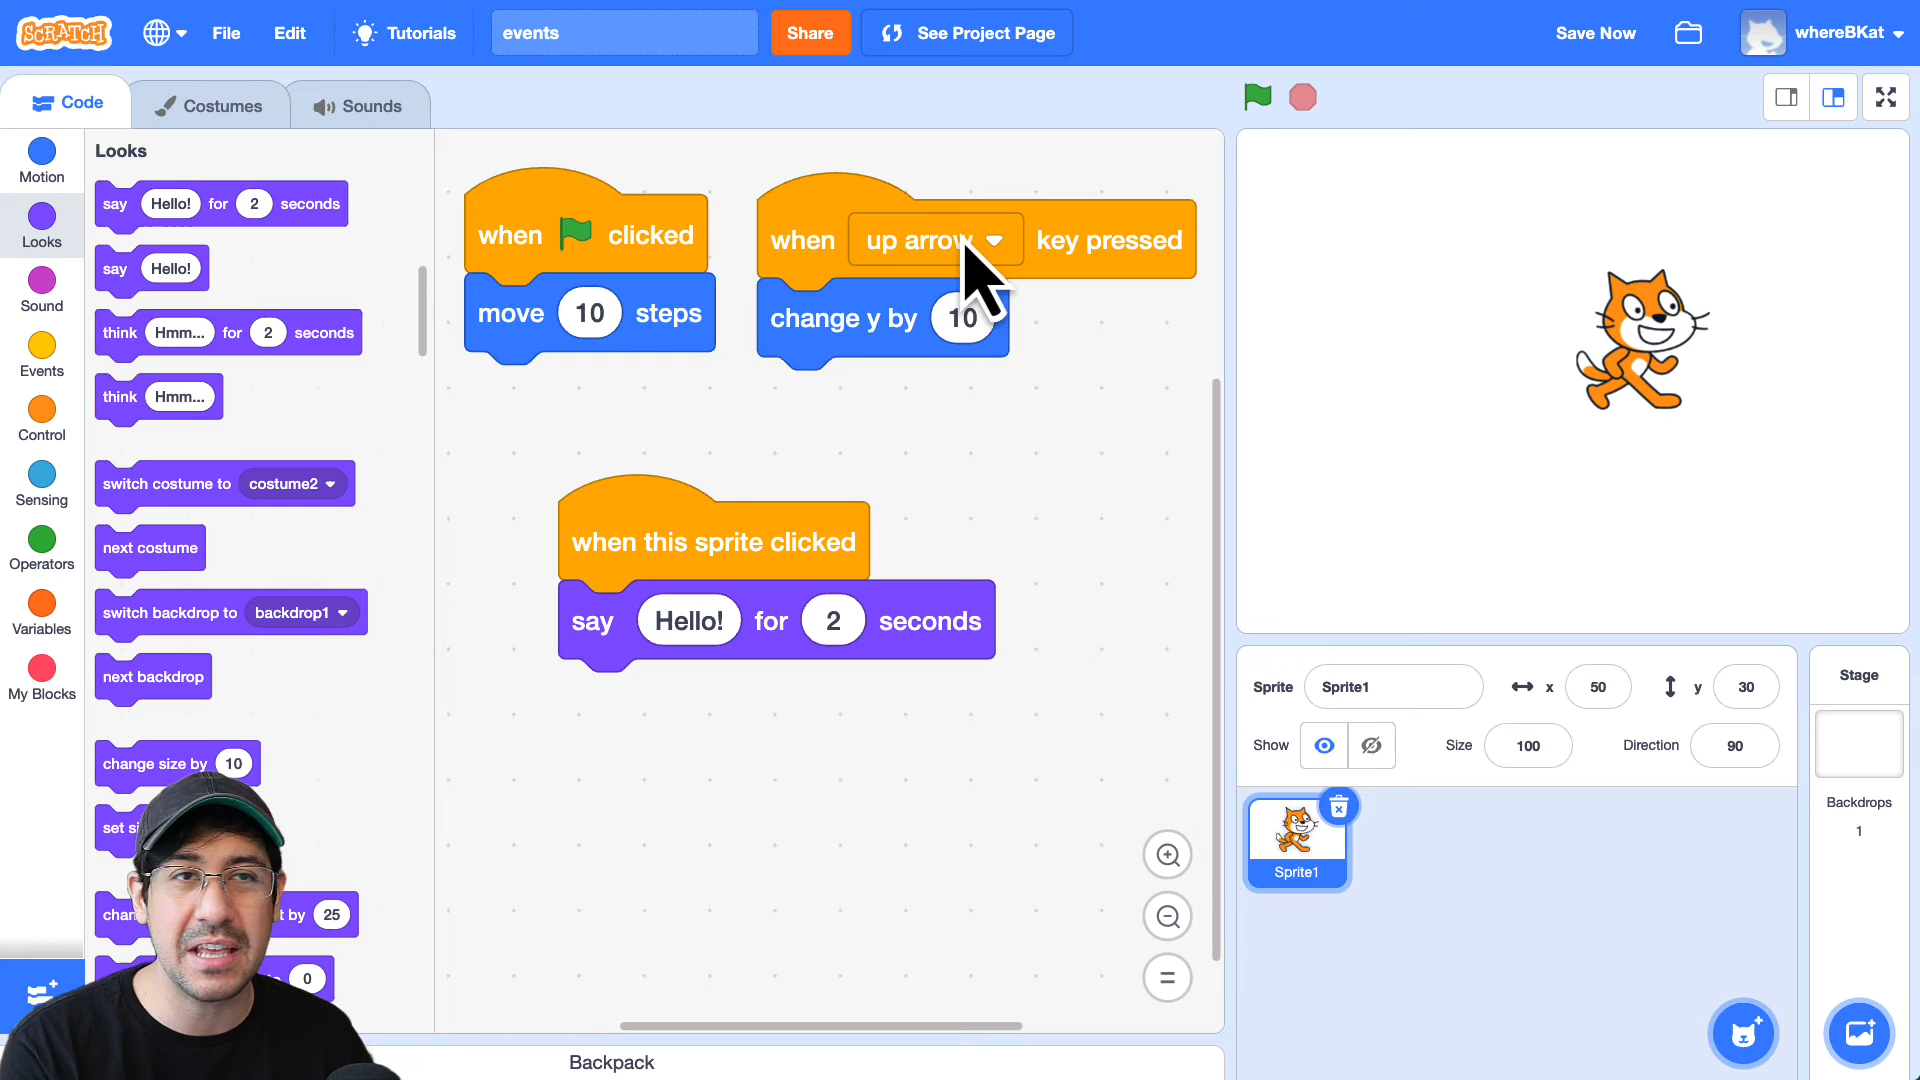 SCRATCH
File
Edit
Tutorials
events
Share
See Project Page
Save Now
whereBKat
Code
Costumes
Sounds
Motion
Looks
Sound
Events
Control
Sensing
Operators
Variables
My Blocks
Looks
say Hello! for 2 seconds
say Hello!
think Hmm... for 2 seconds
think Hmm...
switch costume to costume2
next costume
switch backdrop to backdrop1
next backdrop
change size by 10
set
by 25
0
when clicked
move 10 steps
when up arrow key pressed
change y by 10
when this sprite clicked
say Hello! for 2 seconds
Backpack
Sprite Sprite1 x 50 y 30
Show Size 100 Direction 90
Sprite1
Stage
Backdrops
1